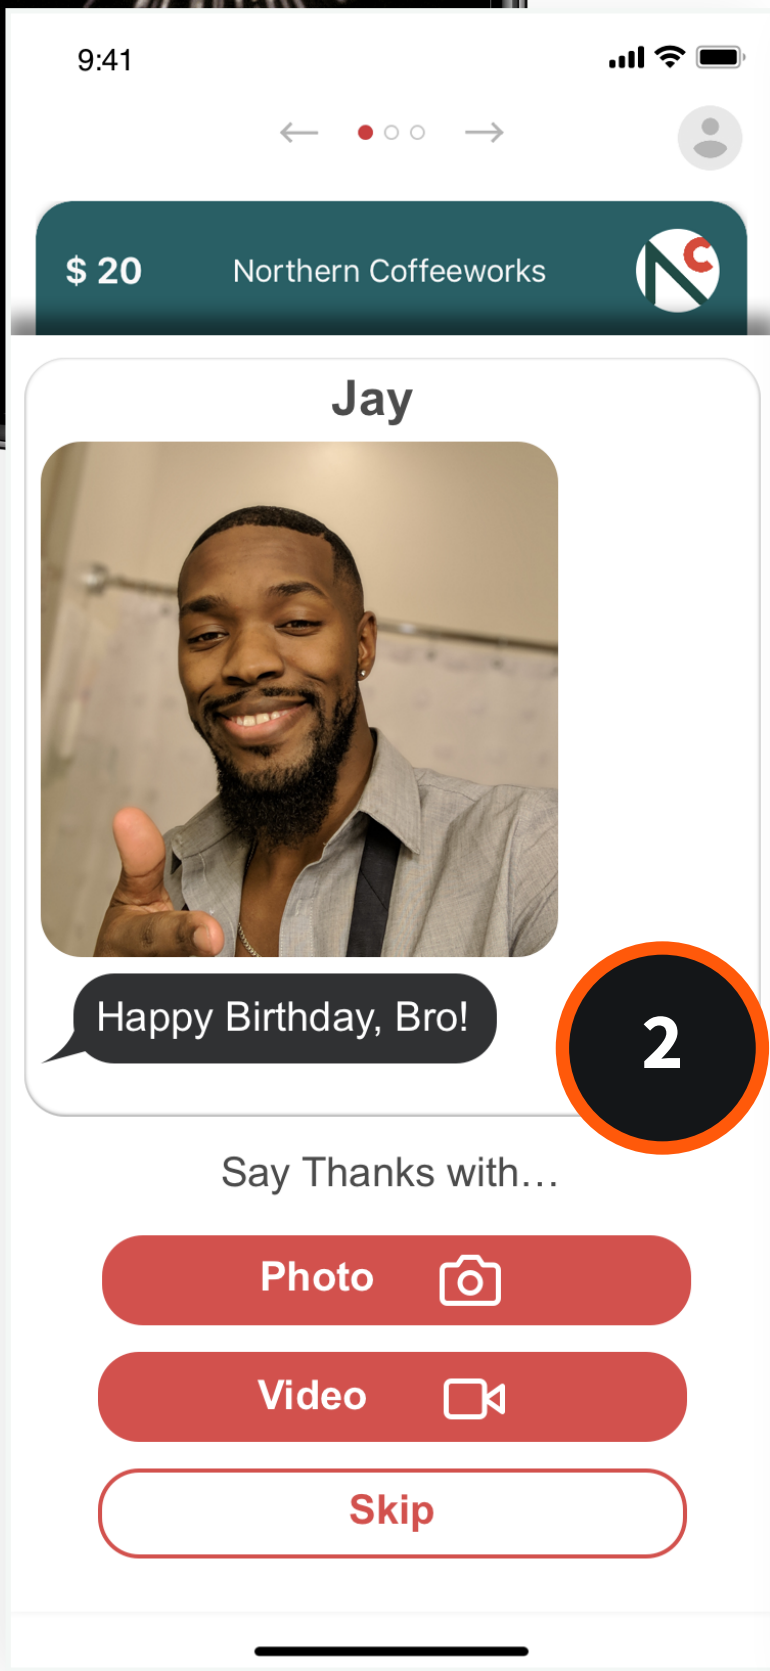 9:41
$ 20 Northern Coffeeworks NC
Jay
Happy Birthday, Bro!
2
Say Thanks with...
Photo
Video
Skip